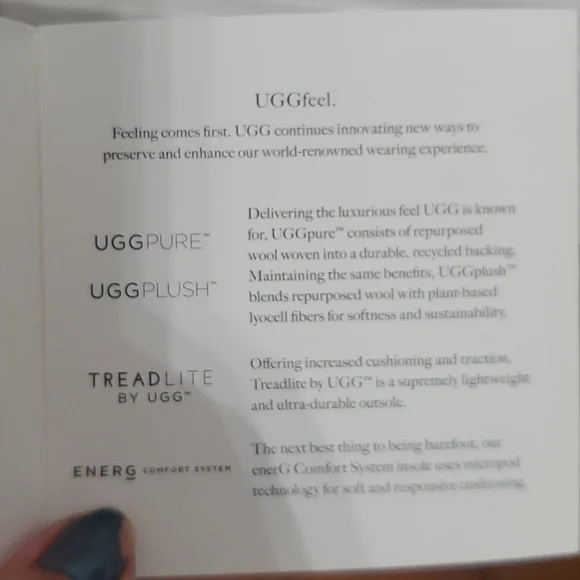 UGGfeel.
Feeling comes first. UGG continues innovating new ways to
preserve and enhance our world-renowned wearing experience.
UGGPURE™
UGGPLUSH™
Delivering the luxurious feel UGG is known
for, UGGpure™ consists of repurposed
wool woven into a durable, recycled backing.
Maintaining the same benefits, UGGplush™
blends repurposed wool with plant-based
lyocell fibers for softness and sustainability.
TREADLITE
BY UGG™
Offering increased cushioning and traction,
Treadlite by UGG™ is a supremely lightweight
and ultra-durable outsole.
ENERG COMFORT SYSTEM
The next best thing to being barefoot, our
enerG Comfort System insole uses micropod
technology for soft and responsive cushioning.